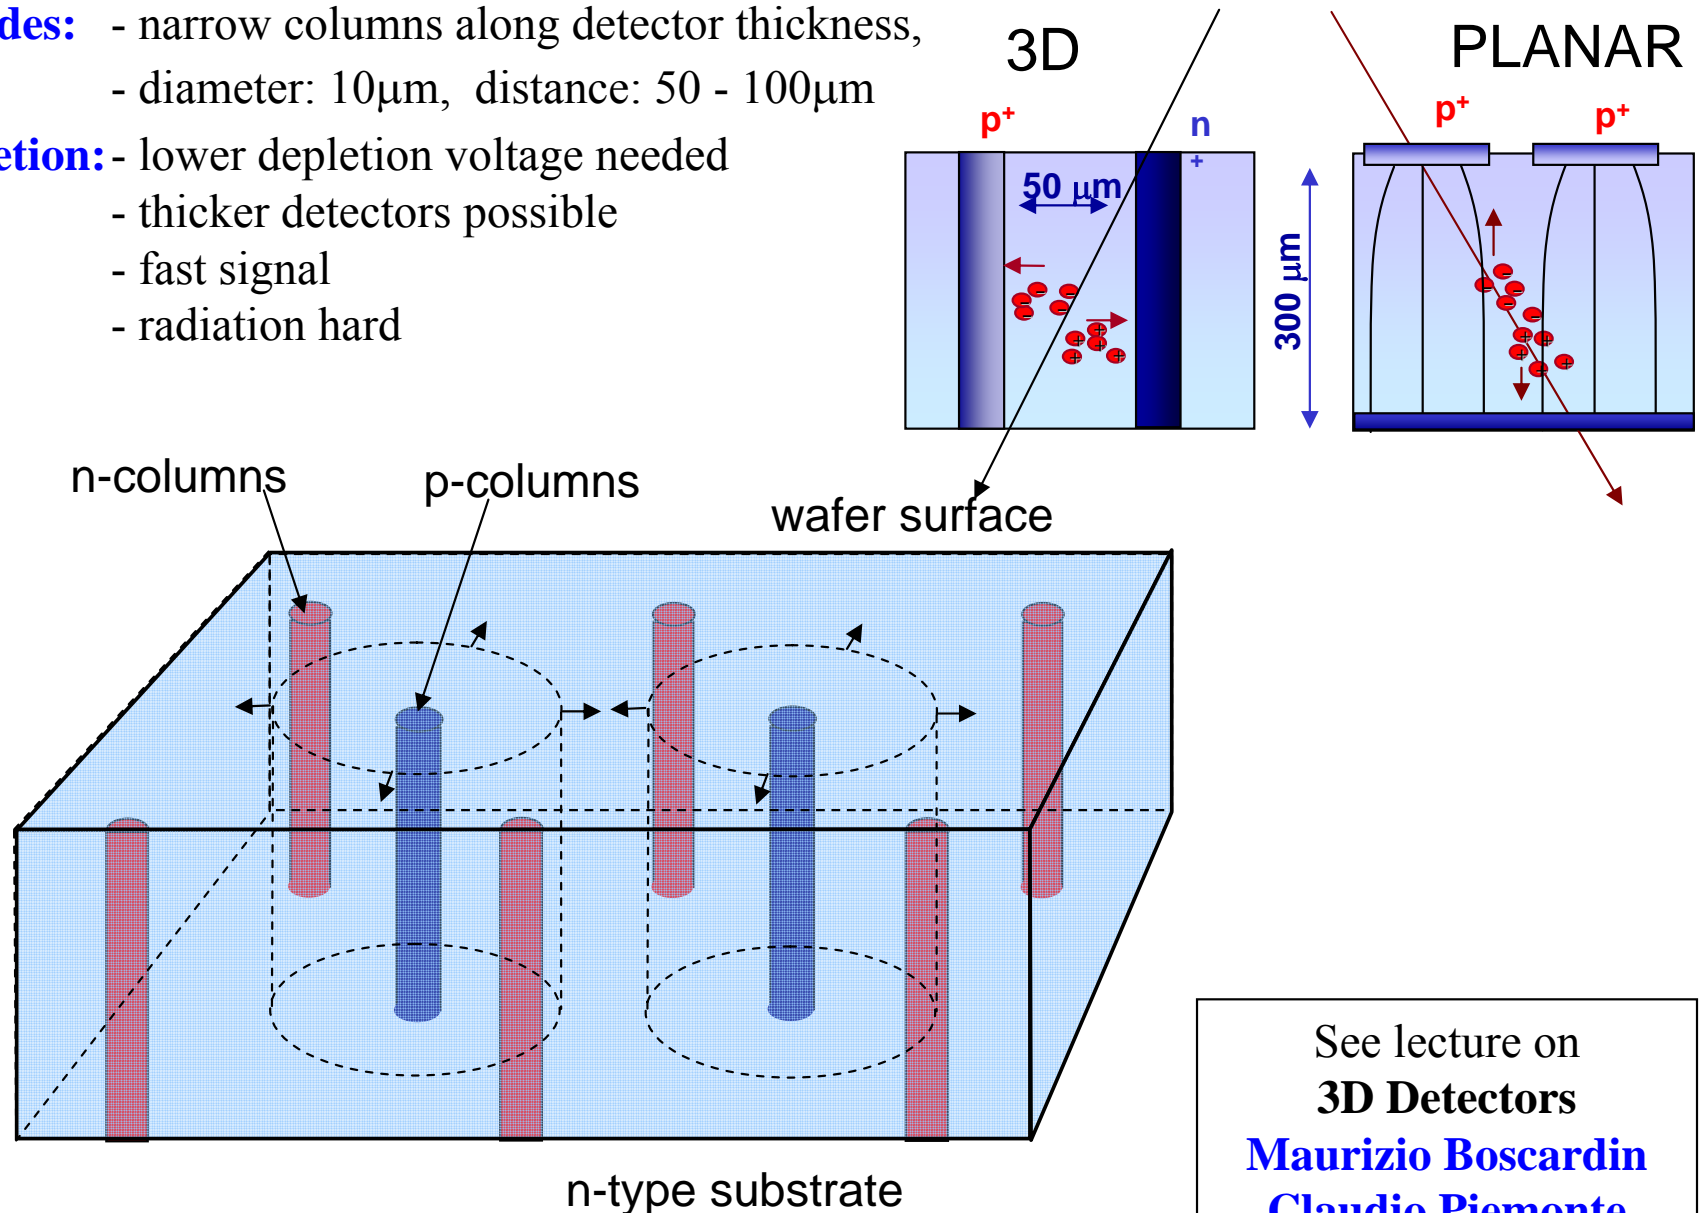 des: - narrow columns along detector thickness,
- diameter: 10μm, distance: 50 - 100μm
etion: - lower depletion voltage needed
- thicker detectors possible
- fast signal
- radiation hard
3D
PLANAR
p+
n
+
p+
p+
50 μm
300 μm
n-columns
p-columns
wafer surface
n-type substrate
See lecture on
3D Detectors
Maurizio Boscardin
Claudio Piemonte